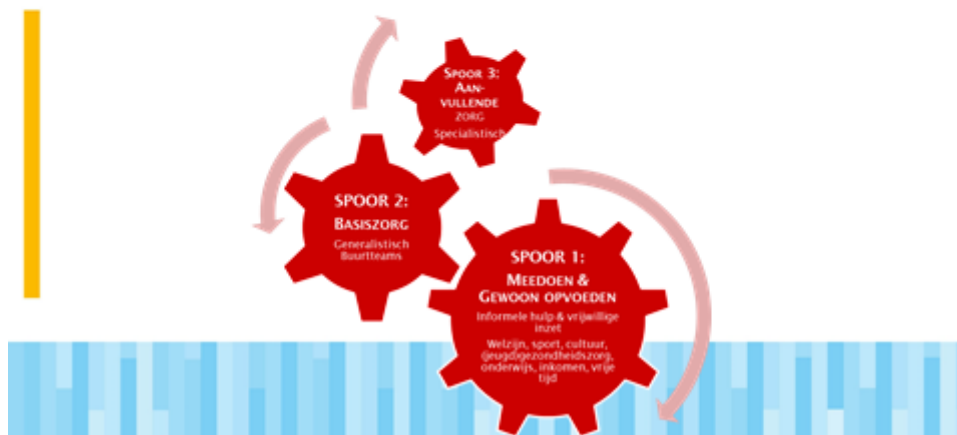 SPOOR 3:
AAN-
VULLENDE
ZORG
Specialistisch
SPOOR 2:
BASISZORG
Generalistisch
Buurtteams
SPOOR 1:
MEEDOEN &
GEWOON OPVOEDEN
Informele hulp & vrijwillige
inzet
Welzijn, sport, cultuur,
(jeugd)gezondheidszorg,
onderwijs, inkomen, vrije
tijd